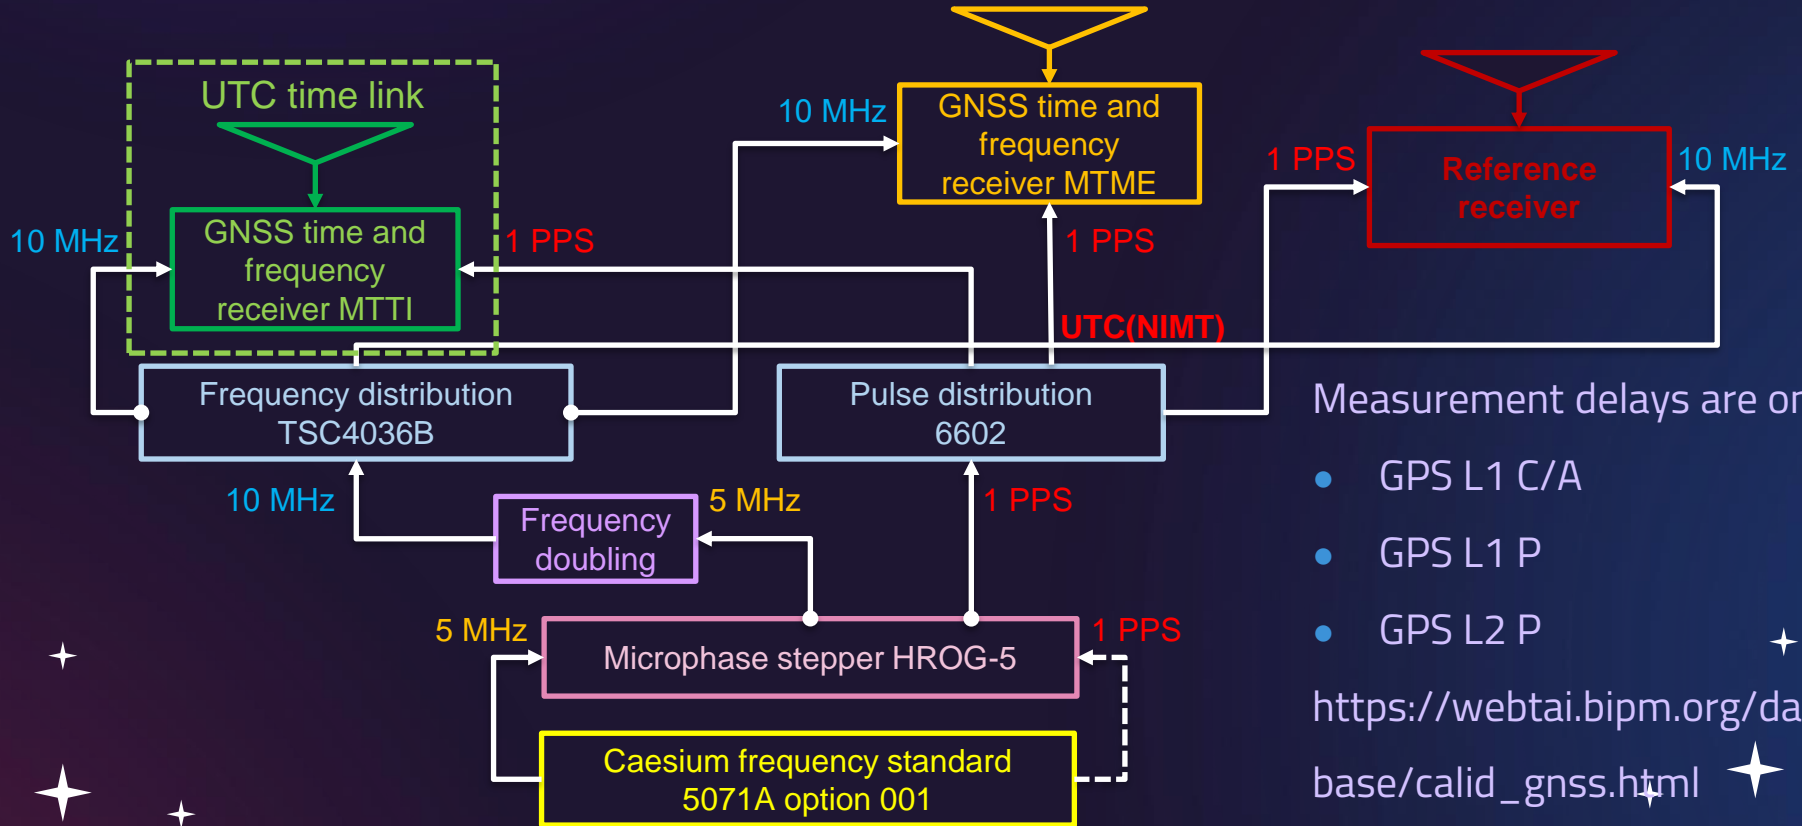 UTC time link
10 MHz
GNSS time and
frequency
receiver MTTI
1 PPS
10 MHz
GNSS time and
frequency
receiver MTME
1 PPS
1 PPS
Reference
receiver
10 MHz
UTC(NIMT)
Frequency distribution
TSC4036B
Pulse distribution
6602
10 MHz
Frequency
doubling
5 MHz
1 PPS
5 MHz
Microphase stepper HROG-5
1 PPS
Caesium frequency standard
5071A option 001
Measurement delays are
GPS L1 C/A
GPS L1 P
GPS L2 P
https://webtai.bipm.org/da
base/calid_gnss.html